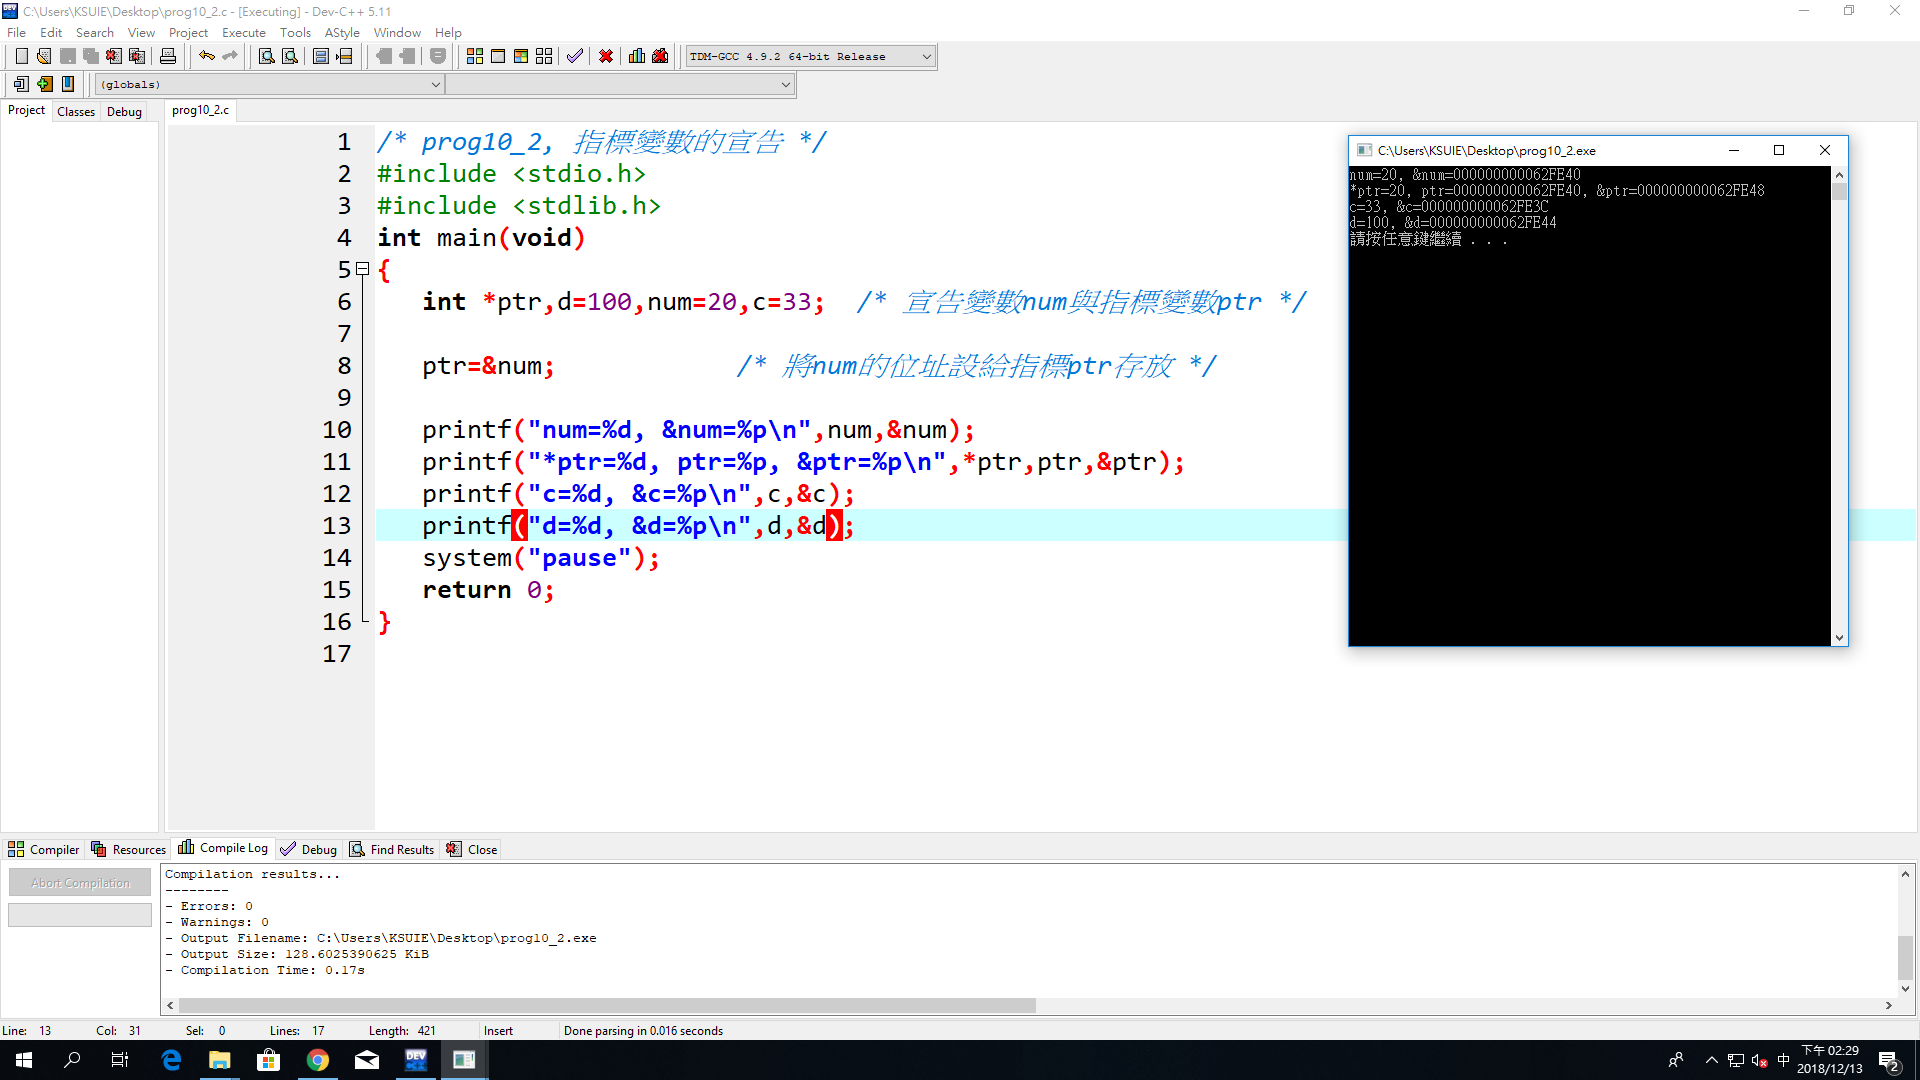 C:\Users\KSUIE\Desktop\prog10_2.c - [Executing] - Dev-C++ 5.11
File Edit Search View Project Execute Tools AStyle Window Help
TDM-GCC 4.9.2 64-bit Release
(globals)
Project Classes Debug
prog10_2.c
1 /* prog10_2, 指標變數的宣告 */
2 #include <stdio.h>
3 #include <stdlib.h>
4 int main(void)
5 {
6 int *ptr,d=100,num=20,c=33; /* 宣告變數num與指標變數ptr */
7
8 ptr=&num; /* 將num的位址設給指標ptr存放 */
9
10 printf("num=%d, &num=%p\n",num,&num);
11 printf("*ptr=%d, ptr=%p, &ptr=%p\n",*ptr,ptr,&ptr);
12 printf("c=%d, &c=%p\n",c,&c);
13 printf("d=%d, &d=%p\n",d,&d);
14 system("pause");
15 return 0;
16 }
17
C:\Users\KSUIE\Desktop\prog10_2.exe
num=20, &num=000000000062FE40
*ptr=20, ptr=000000000062FE40, &ptr=000000000062FE48
c=33, &c=000000000062FE3C
d=100, &d=000000000062FE44
請按任意鍵繼續 . . .
Compiler Resources Compile Log Debug Find Results Close
Abort Compilation
Compilation results...
--------
- Errors: 0
- Warnings: 0
- Output Filename: C:\Users\KSUIE\Desktop\prog10_2.exe
- Output Size: 128.6025390625 KiB
- Compilation Time: 0.17s
Line: 13 Col: 31 Sel: 0 Lines: 17 Length: 421 Insert Done parsing in 0.016 seconds
DEV
中
下午 02:29
2018/12/13
2